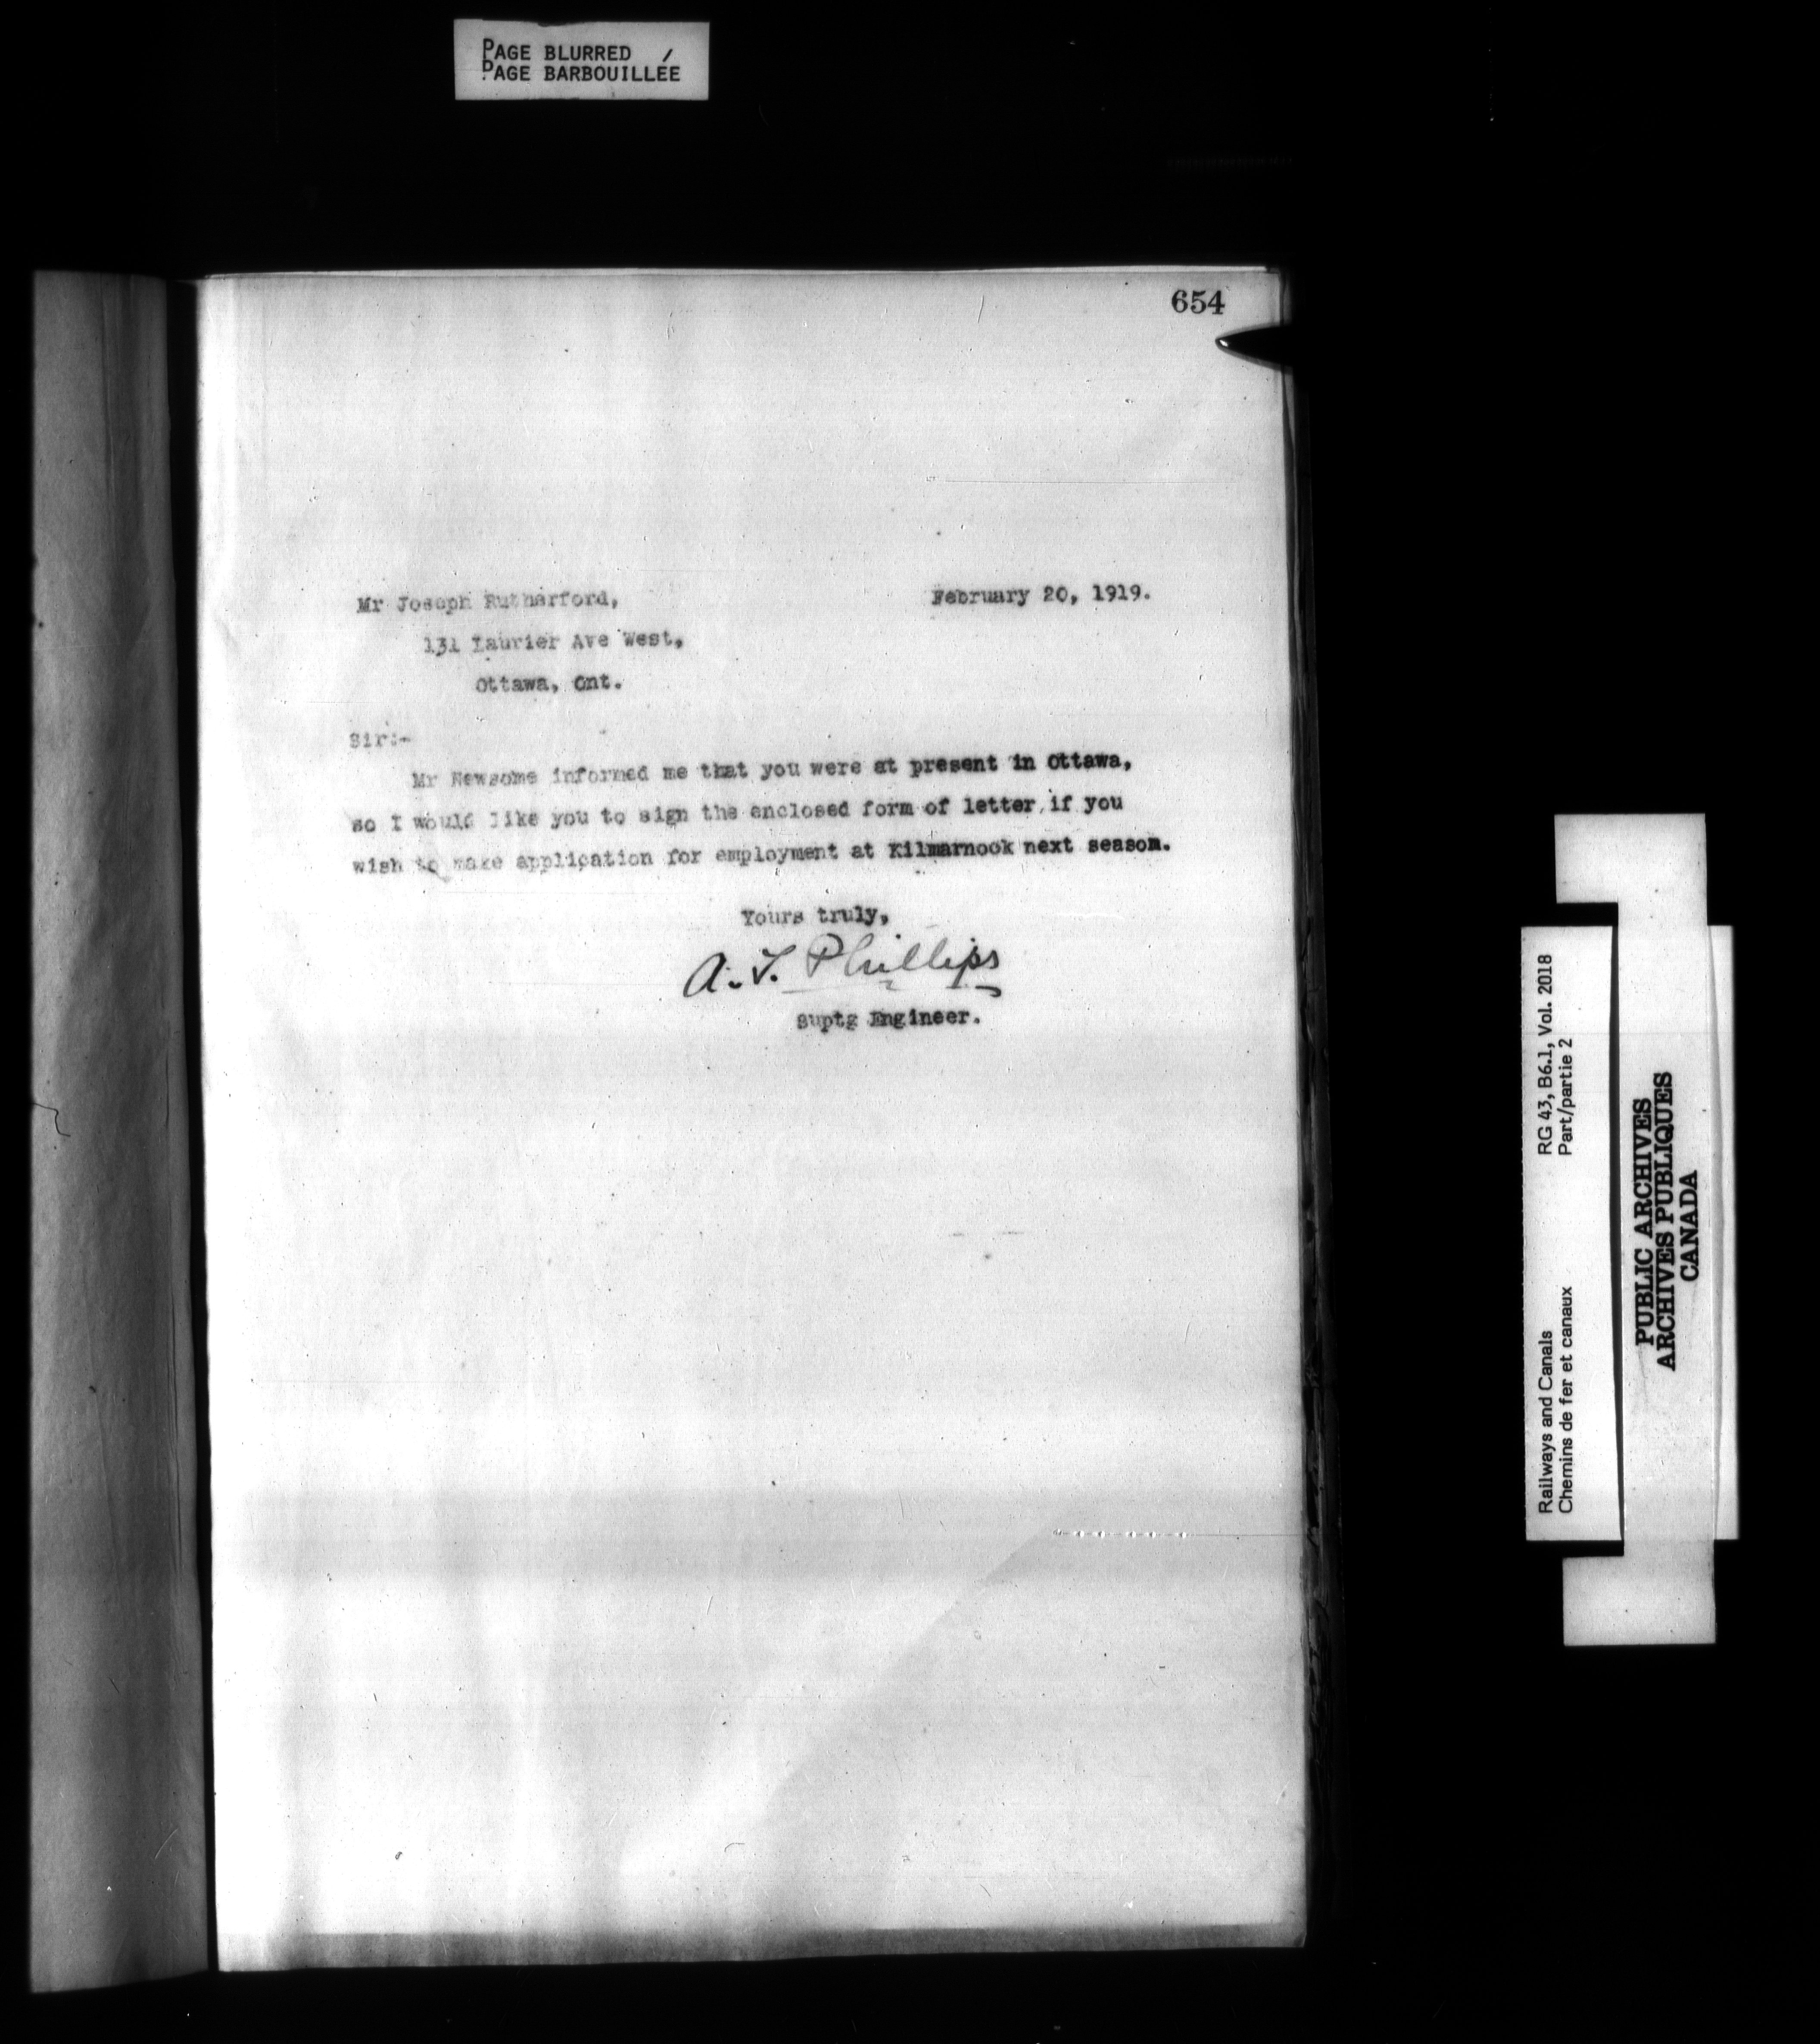 PAGE BLURRED /
PAGE BARBOUILLÉE
654
Mr Joseph Rutherford,
February 20, 1919.
131 Laurier Ave West,
Ottawa, Ont.
Sir:-
Mr Newsome informed me that you were at present in Ottawa,
so I would like you to sign the enclosed form of letter, if you
wish to make application for employment at Kilmarnook next season.
Yours truly,
A. T. Phillips
Suptg Engineer.
Railways and Canals RG 43, B6.1, Vol. 2018
Chemins de fer et canaux Part/partie 2
PUBLIC ARCHIVES
ARCHIVES PUBLIQUES
CANADA